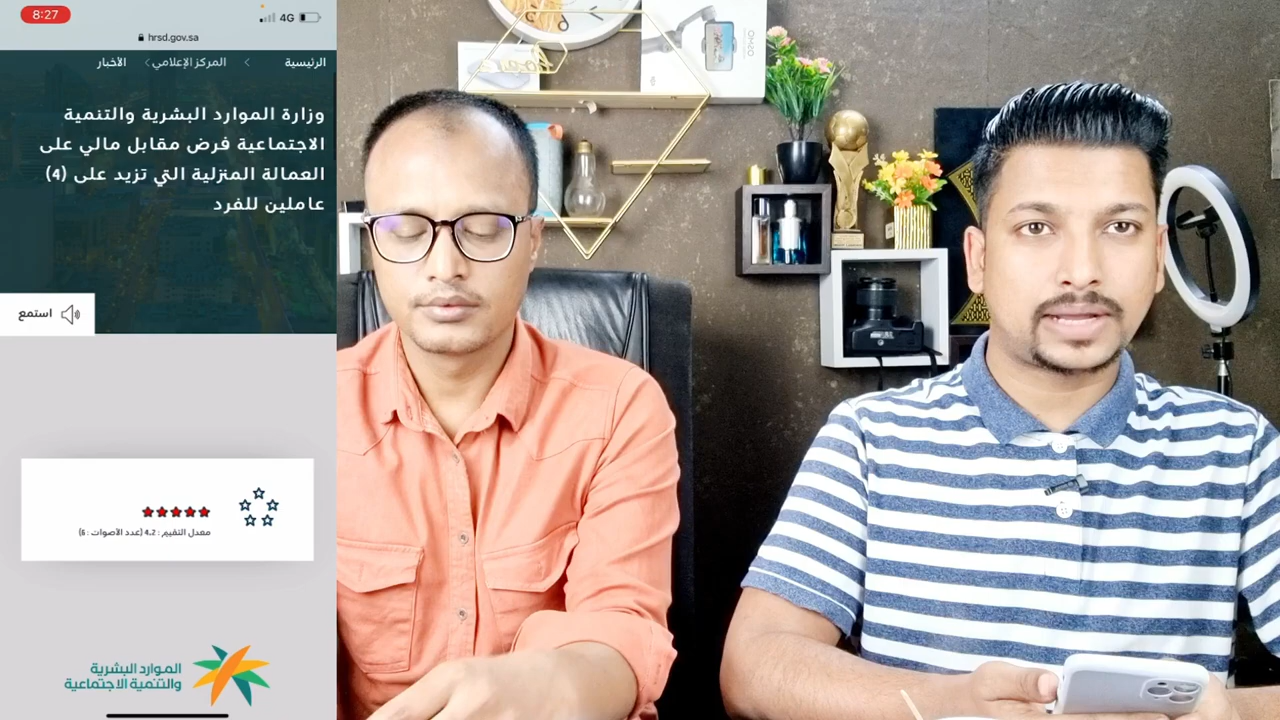 8:27
4G
hrsd.gov.sa
الرئيسية > المركز الإعلامي > الأخبار
وزارة الموارد البشرية والتنمية
الاجتماعية فرض مقابل مالي على
العمالة المنزلية التي تزيد على (4)
عاملين للفرد
استمع
معدل التقييم : 4.2 (عدد الأصوات : 6)
الموارد البشرية
والتنمية الاجتماعية